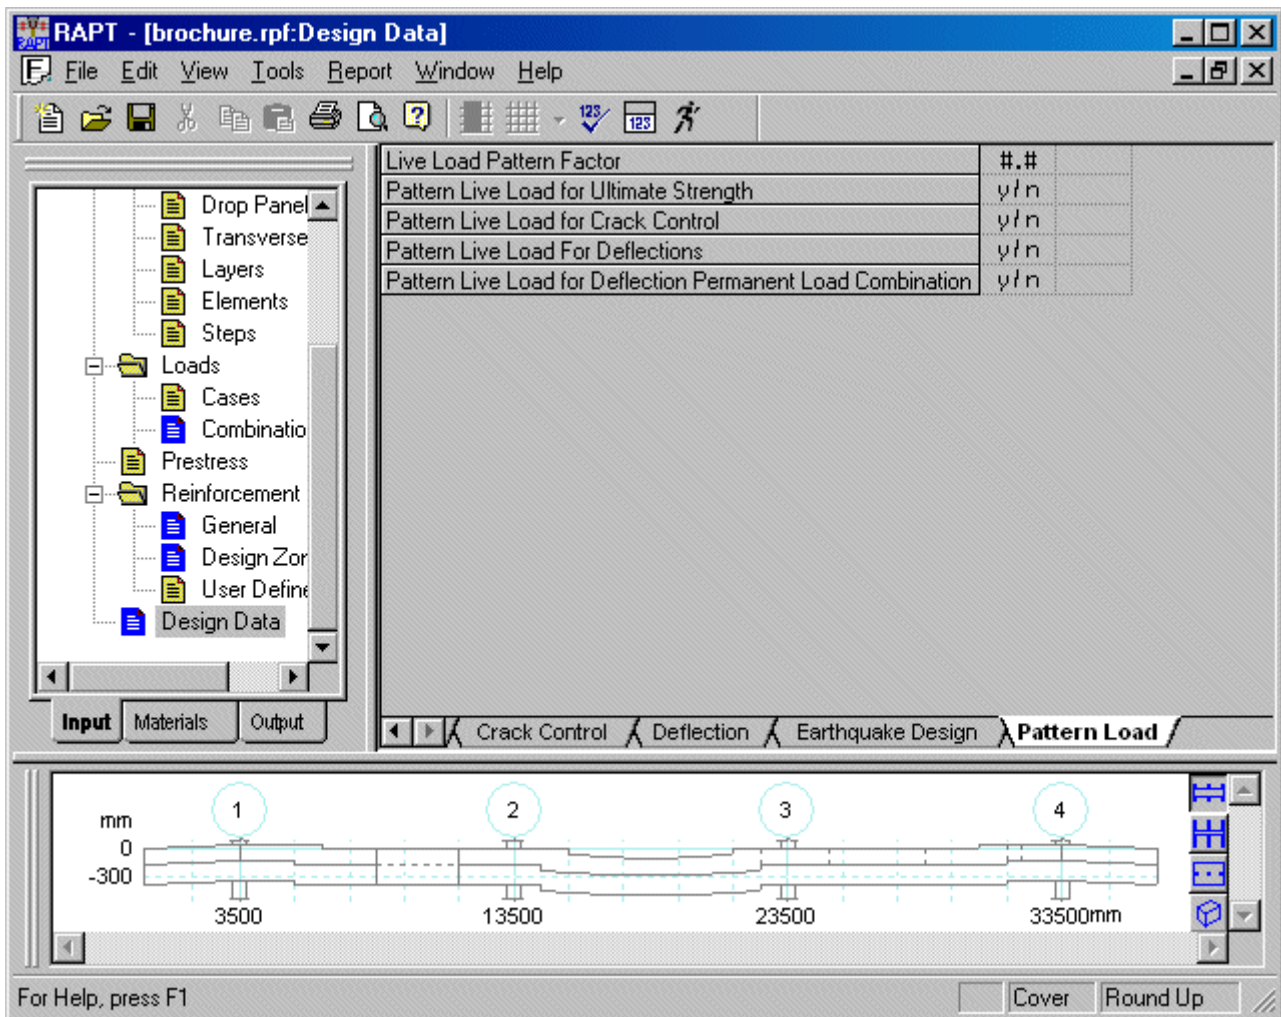 RAPT - [brochure.rpf:Design Data]
File Edit View Tools Report Window Help
Live Load Pattern Factor #.#
Pattern Live Load for Ultimate Strength y/n
Pattern Live Load for Crack Control y/n
Pattern Live Load For Deflections y/n
Pattern Live Load for Deflection Permanent Load Combination y/n
Drop Panel
Transverse
Layers
Elements
Steps
Loads
Cases
Combinatio
Prestress
Reinforcement
General
Design Zor
User Define
Design Data
Input Materials Output
Crack Control Deflection Earthquake Design Pattern Load
1 2 3 4
mm
0
-300
3500 13500 23500 33500mm
For Help, press F1 Cover Round Up